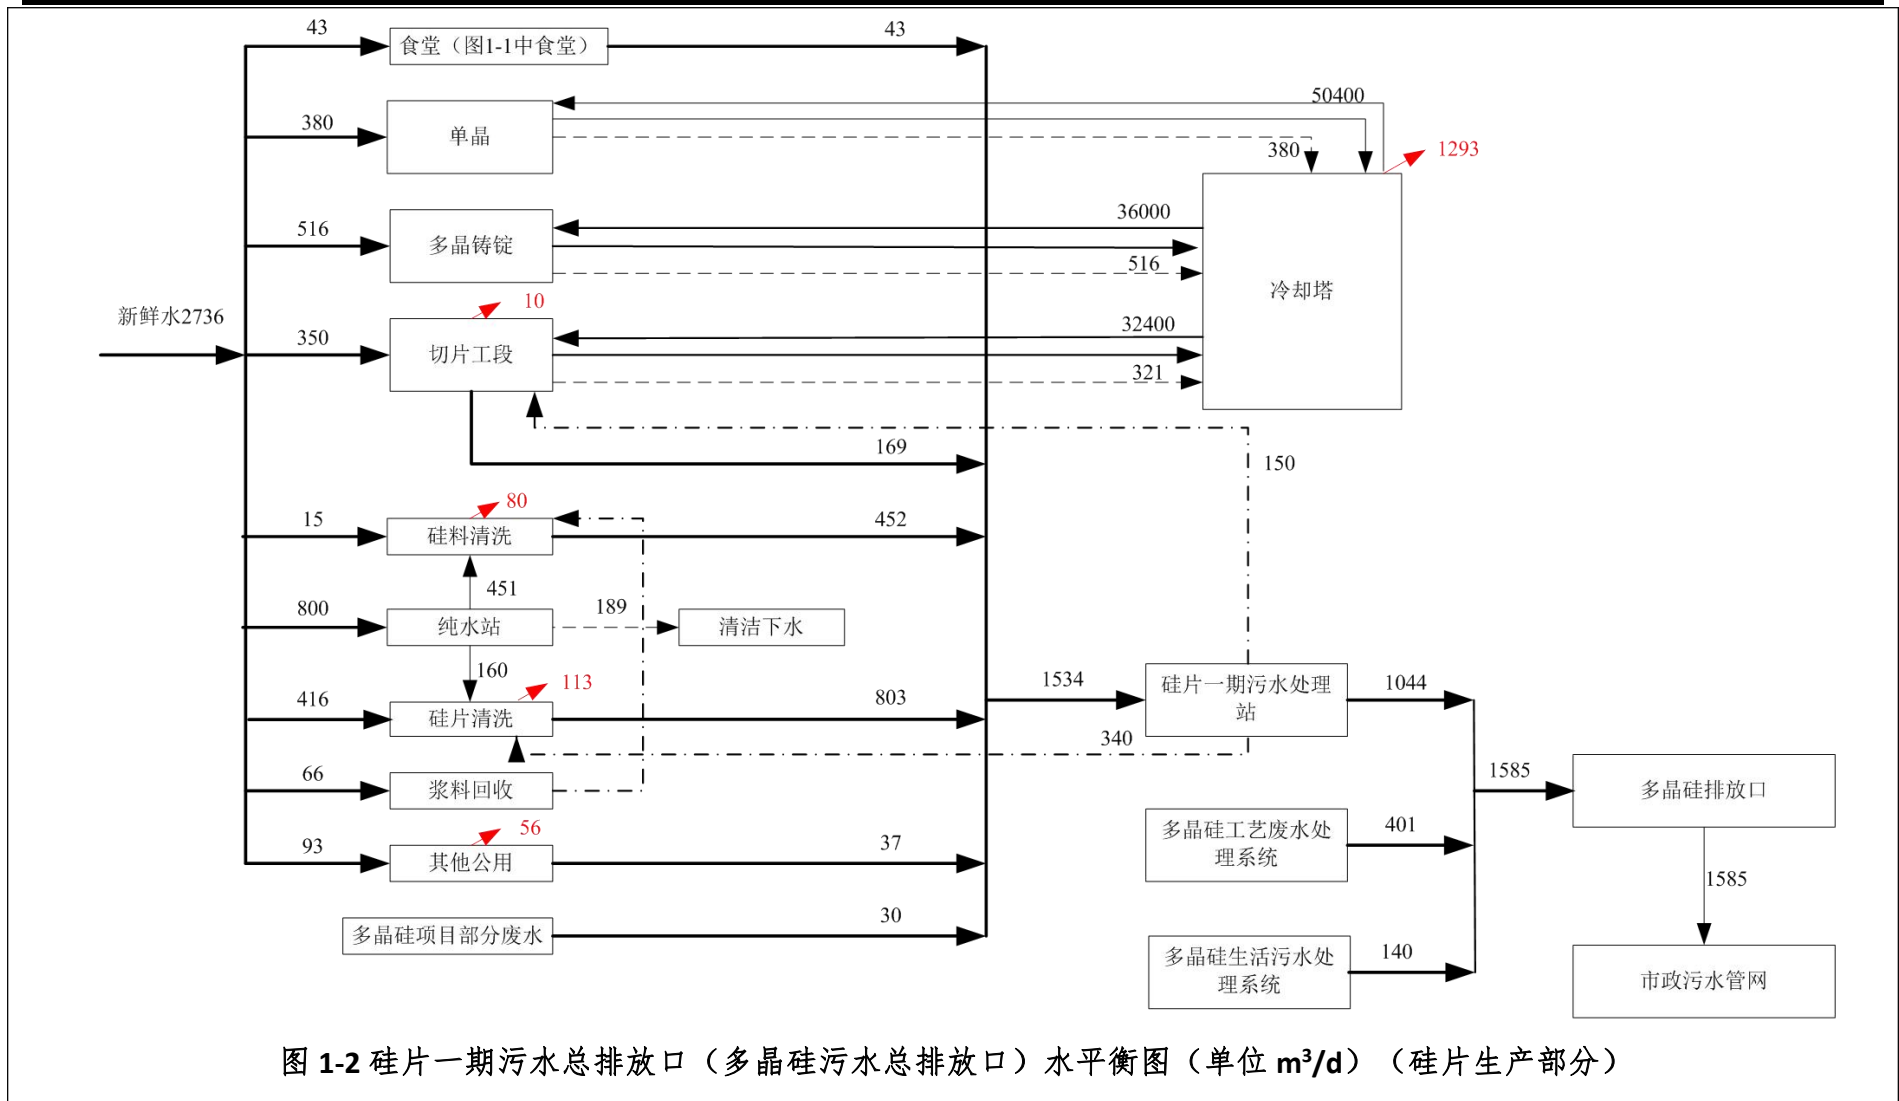 43
食堂（图1-1中食堂）
43
50400
380
单晶
380
1293
516
多晶铸锭
36000
516
冷却塔
新鲜水2736
10
350
切片工段
32400
321
169
150
80
15
硅料清洗
452
451
800
纯水站
189
清洁下水
160
113
416
硅片清洗
803
1534
硅片一期污水处理
站
1044
340
66
浆料回收
1585
多晶硅排放口
56
93
其他公用
37
多晶硅工艺废水处
理系统
401
1585
30
多晶硅项目部分废水
多晶硅生活污水处
理系统
140
市政污水管网
图 1-2 硅片一期污水总排放口（多晶硅污水总排放口）水平衡图（单位 m³/d）（硅片生产部分）